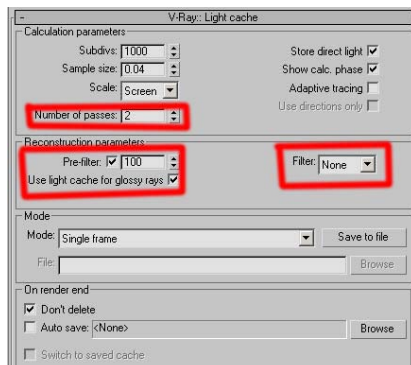 V-Ray:: Light cache
Calculation parameters
Subdivs: 1000
Store direct light
Sample size: 0.04
Show calc. phase
Scale: Screen
Adaptive tracing
Use directions only
Number of passes: 2
Reconstruction parameters
Pre-filter: 100
Filter: None
Use light cache for glossy rays
Mode
Mode: Single frame
Save to file
File:
Browse
On render end
Don't delete
Auto save: <None>
Browse
Switch to saved cache